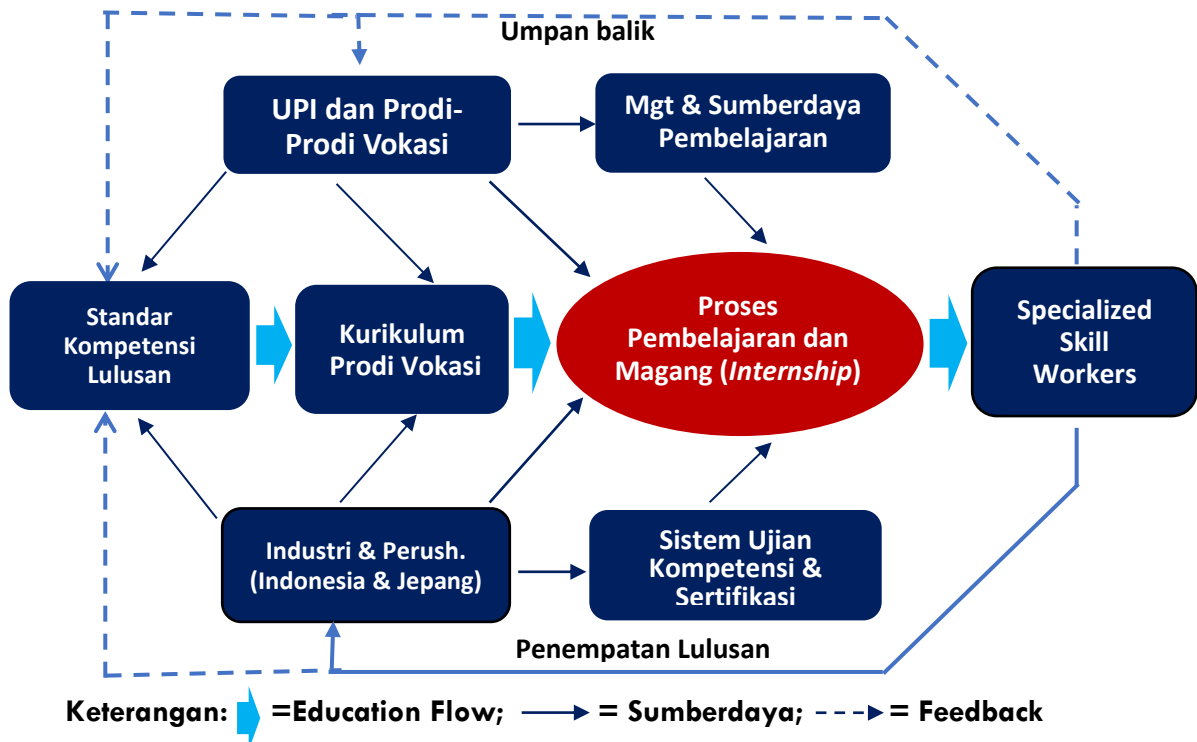 Umpan balik
UPI dan Prodi-
Prodi Vokasi
Mgt & Sumberdaya
Pembelajaran
Standar
Kompetensi
Lulusan
Kurikulum
Prodi Vokasi
Proses
Pembelajaran dan
Magang (Internship)
Specialized
Skill
Workers
Industri & Perush.
(Indonesia & Jepang)
Sistem Ujian
Kompetensi &
Sertifikasi
Penempatan Lulusan
Keterangan: =Education Flow; = Sumberdaya; = Feedback